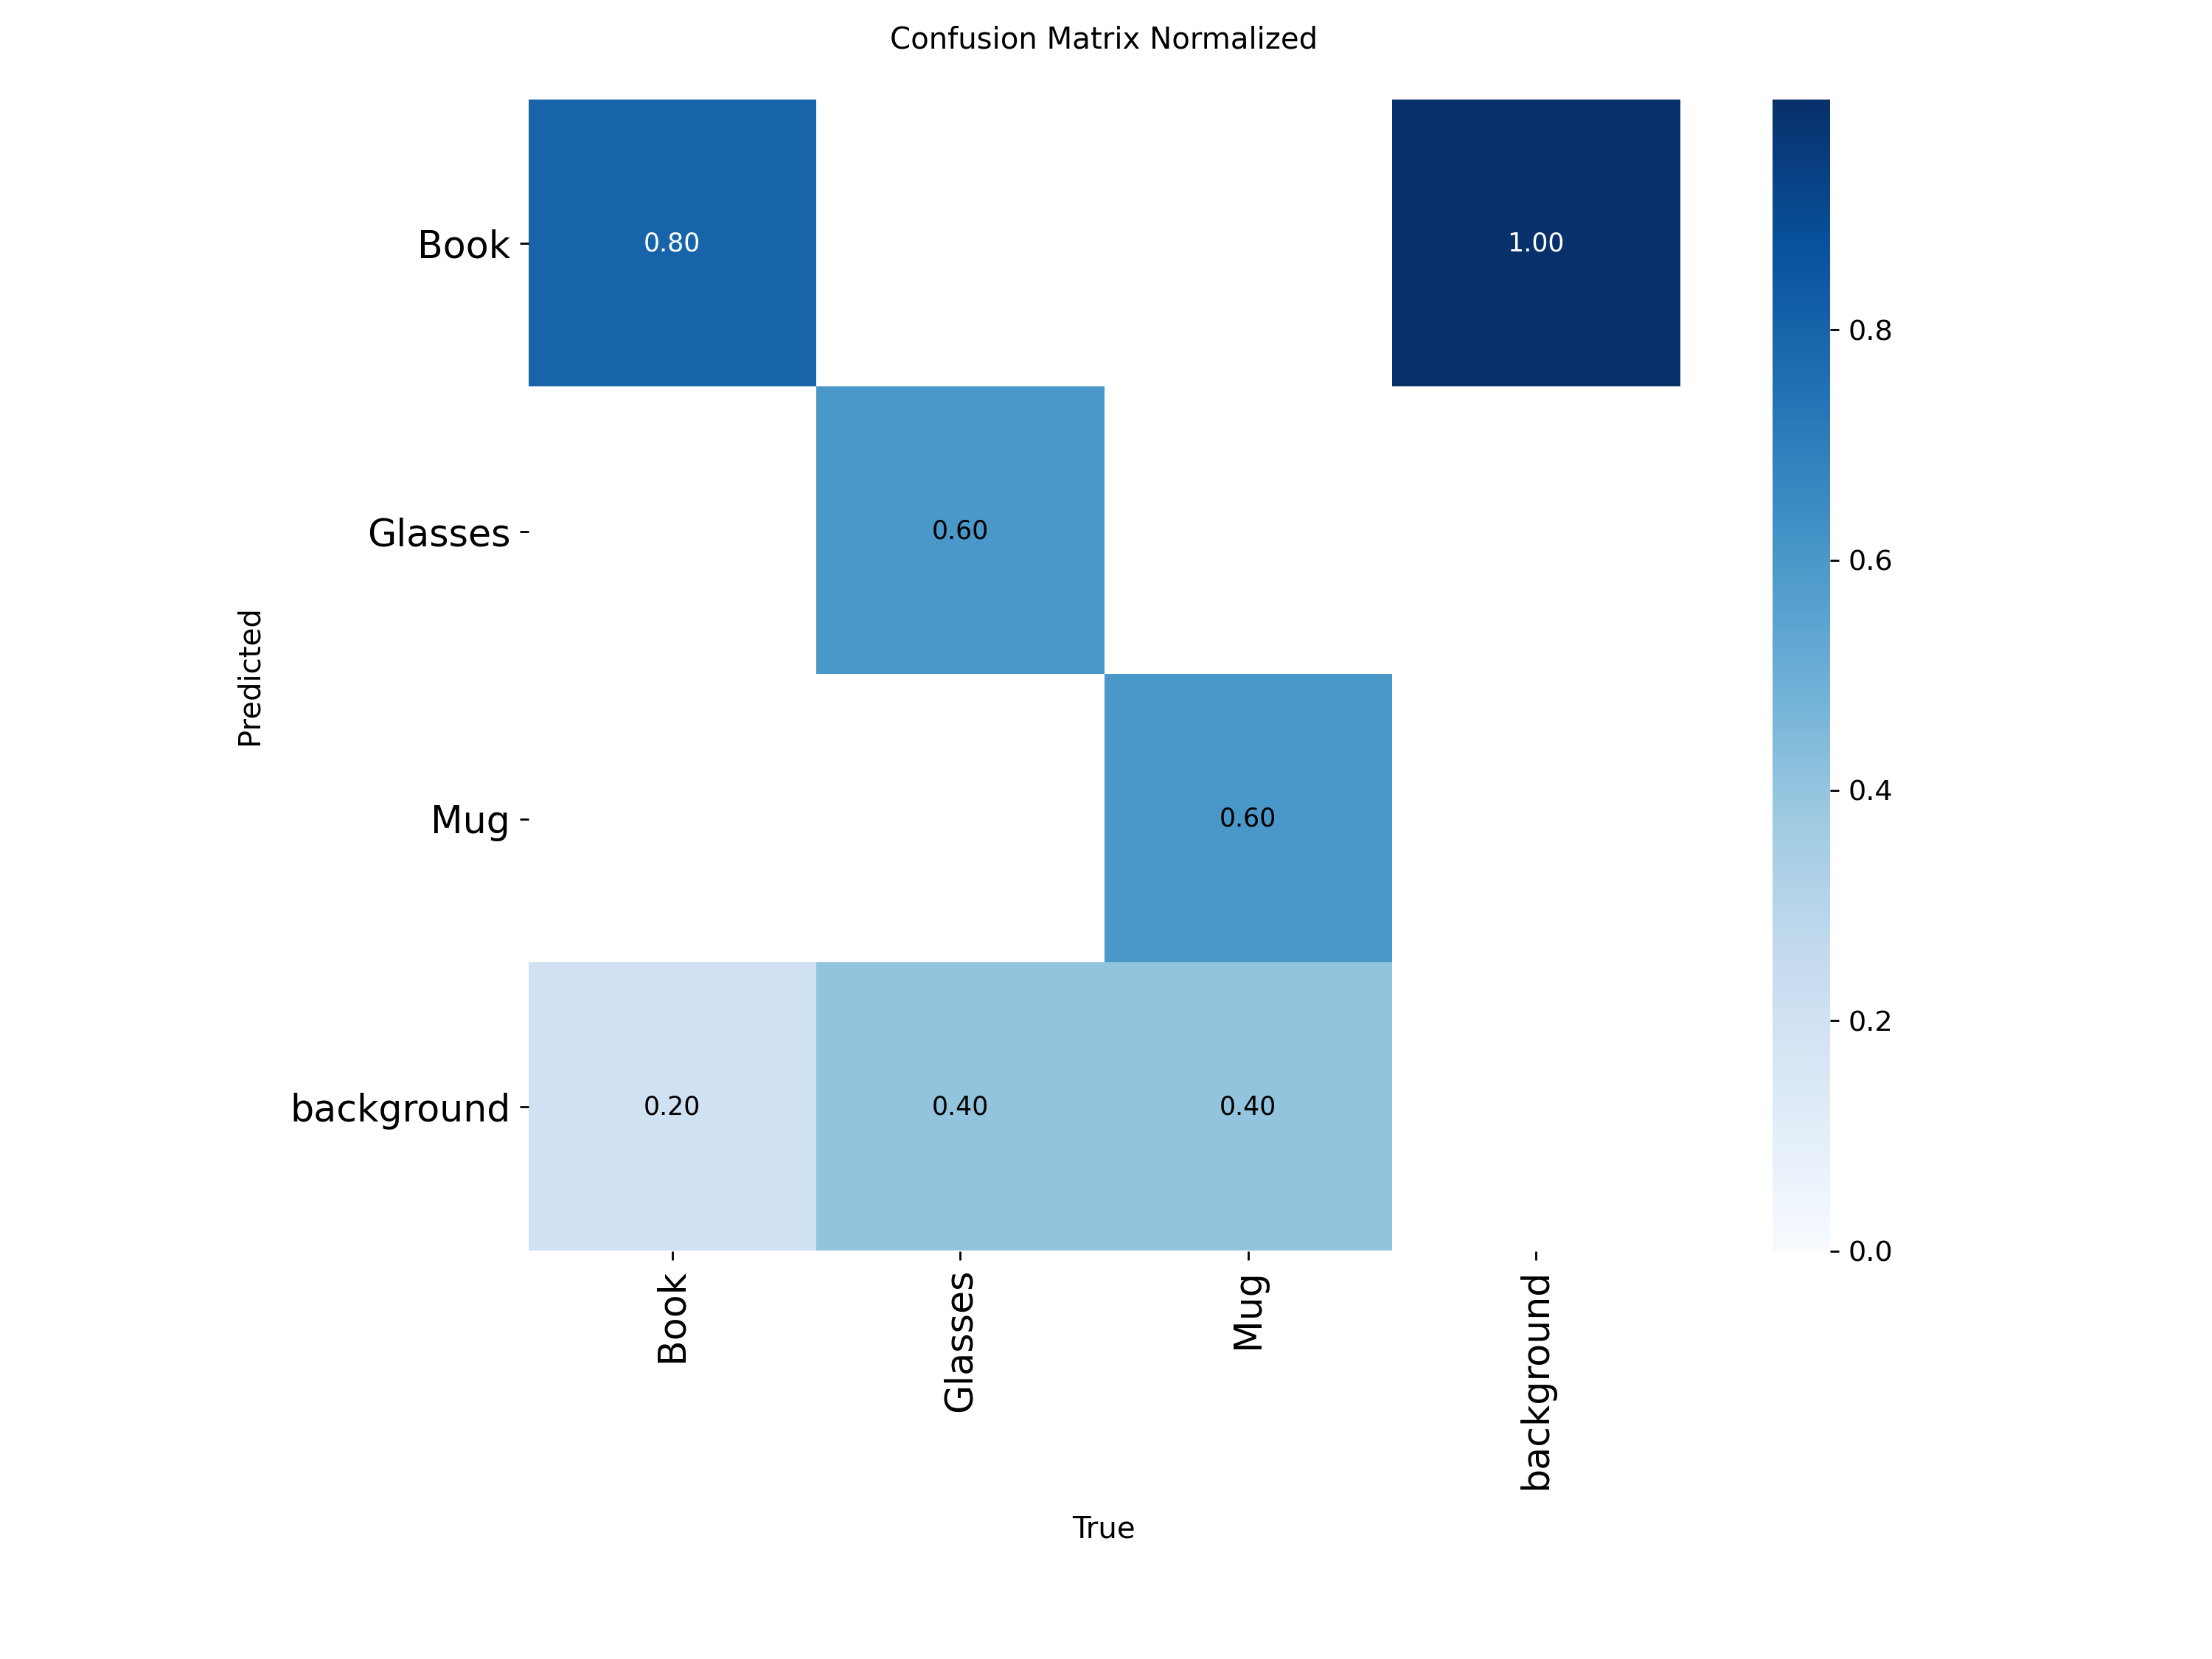 Confusion Matrix Normalized
Book
0.80
1.00
0.8
Glasses
0.60
0.6
Predicted
Mug
0.60
0.4
background
0.20
0.40
0.40
0.2
0.0
Book
Glasses
Mug
background
True